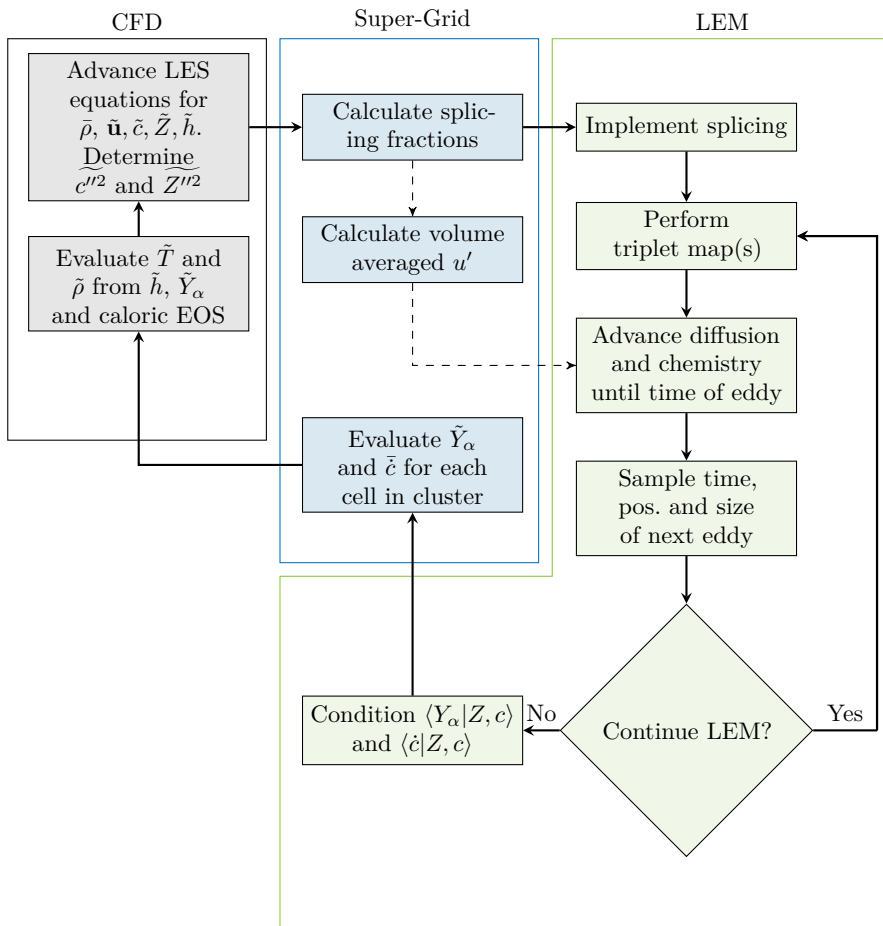 CFD
Advance LES
equations for
ρ̄, ũ, c̃, Z̃, h̃.
Determine
c̃″² and Z̃″²
Evaluate T̃ and
ρ̃ from h̃, Ỹ_α
and caloric EOS
Super-Grid
Calculate splic-
ing fractions
Calculate volume
averaged u′
Evaluate Ỹ_α
and c̄̇ for each
cell in cluster
LEM
Implement splicing
Perform
triplet map(s)
Advance diffusion
and chemistry
until time of eddy
Sample time,
pos. and size
of next eddy
Continue LEM?
Yes
No
Condition ⟨Y_α|Z, c⟩
and ⟨ċ|Z, c⟩